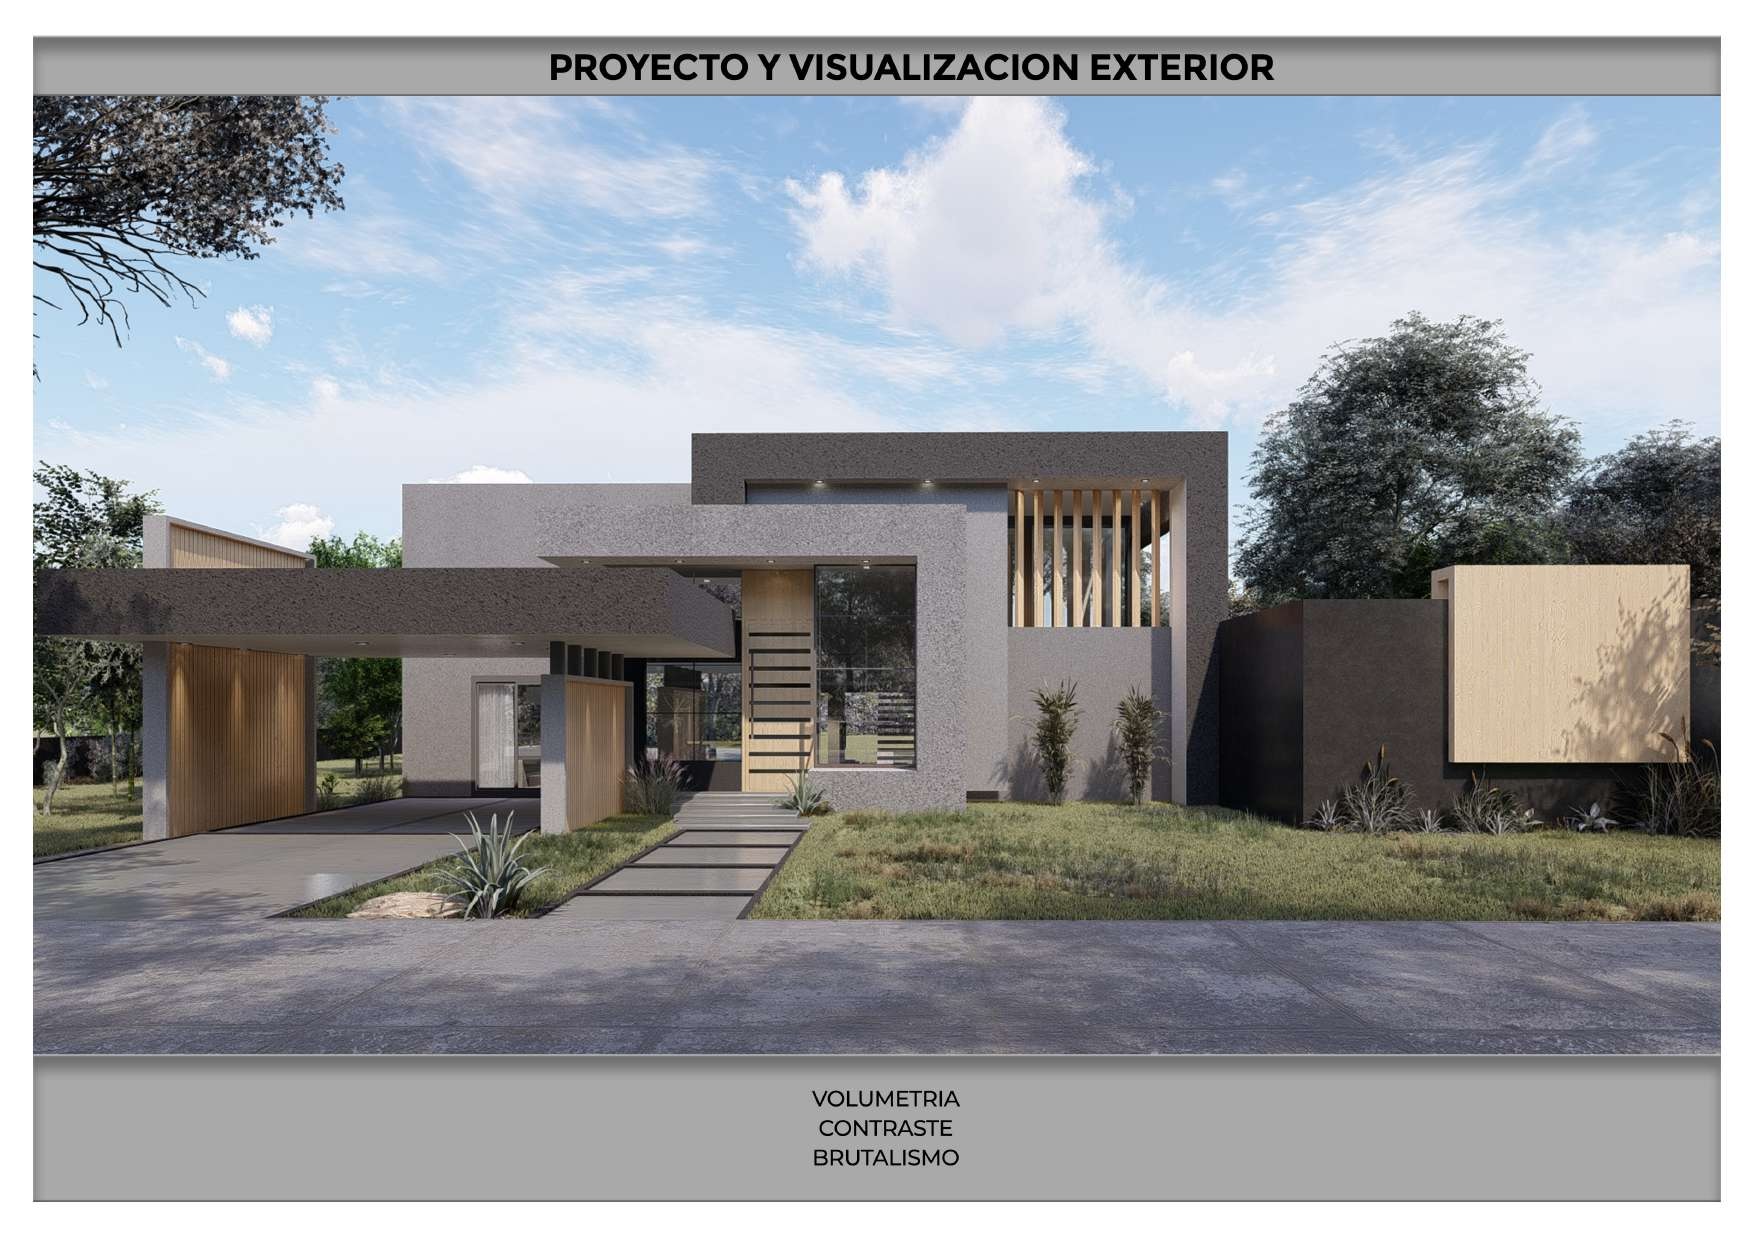 PROYECTO Y VISUALIZACION EXTERIOR
VOLUMETRIA
CONTRASTE
BRUTALISMO